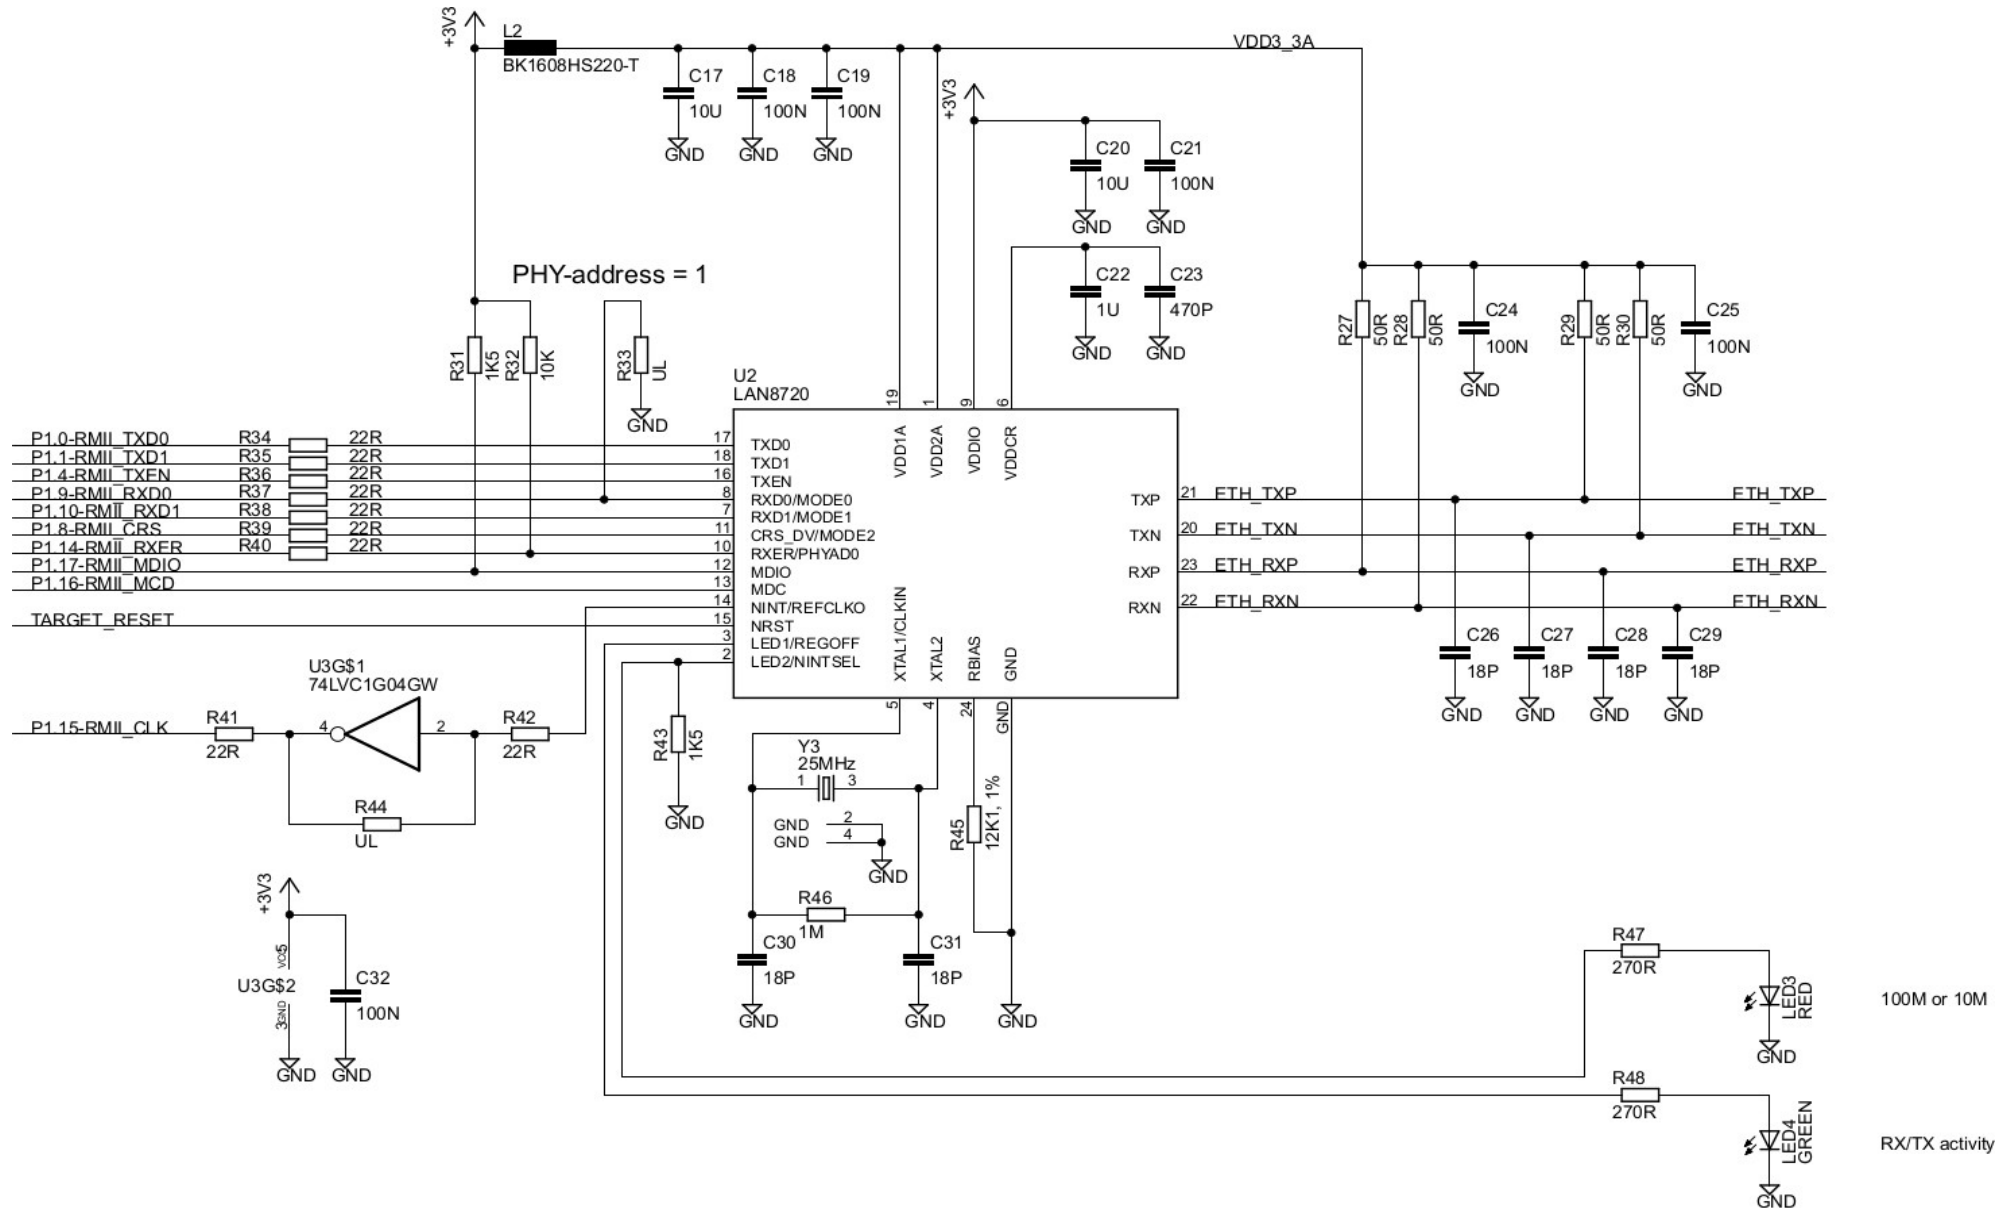 +3V3
L2
BK1608HS220-T
VDD3_3A
C17
10U
GND
C18
100N
GND
C19
100N
GND
+3V3
C20
10U
GND
C21
100N
GND
C22
1U
GND
C23
470P
GND
PHY-address = 1
R31
1K5
R32
10K
R33
UL
GND
R27
50R
R28
50R
C24
100N
GND
R29
50R
R30
50R
C25
100N
GND
U2
LAN8720
19
1
9
6
VDD1A
VDD2A
VDDIO
VDDCR
P1.0-RMII_TXD0 R34 22R 17 TXD0
P1.1-RMII_TXD1 R35 22R 18 TXD1
P1.4-RMII_TXEN R36 22R 16 TXEN
P1.9-RMII_RXD0 R37 22R 8 RXD0/MODE0
P1.10-RMII_RXD1 R38 22R 7 RXD1/MODE1
P1.8-RMII_CRS R39 22R 11 CRS_DV/MODE2
P1.14-RMII_RXER R40 22R 10 RXER/PHYAD0
P1.17-RMII_MDIO 12 MDIO
P1.16-RMII_MCD 13 MDC
14 NINT/REFCLKO
TARGET_RESET 15 NRST
3 LED1/REGOFF
2 LED2/NINTSEL
TXP 21 ETH_TXP ETH_TXP
TXN 20 ETH_TXN ETH_TXN
RXP 23 ETH_RXP ETH_RXP
RXN 22 ETH_RXN ETH_RXN
XTAL1/CLKIN
XTAL2
RBIAS
GND
5
4
24
GND
C26
18P
GND
C27
18P
GND
C28
18P
GND
C29
18P
GND
U3G$1
74LVC1G04GW
P1.15-RMII_CLK
R41
22R
4
2
R42
22R
R44
UL
R43
1K5
GND
Y3
25MHz
1
3
GND 2
GND 4
GND
R45
12K1, 1%
R46
1M
C30
18P
GND
C31
18P
GND
GND
+3V3
VCC
5
U3G$2
3
GND
GND
C32
100N
GND
R47
270R
LED3
RED
GND
100M or 10M
R48
270R
LED4
GREEN
GND
RX/TX activity